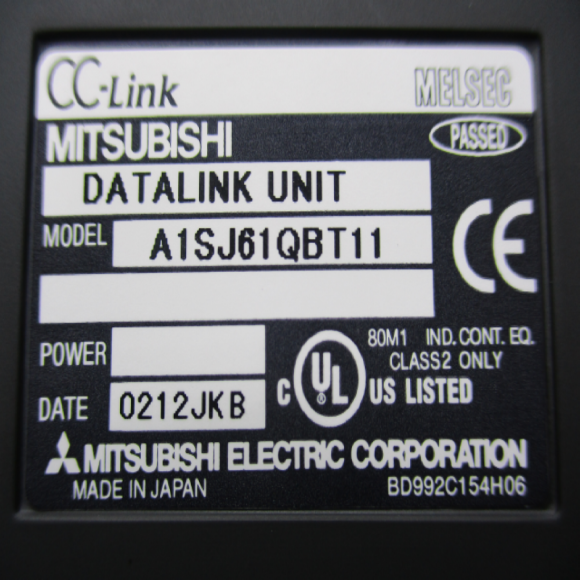 CC-Link MELSEC
MITSUBISHI PASSED
DATALINK UNIT
MODEL A1SJ61QBT11
CE
POWER
80M1 IND.CONT. EQ.
CLASS2 ONLY
C UL ® US LISTED
DATE 0212JKB
MITSUBISHI ELECTRIC CORPORATION
MADE IN JAPAN BD992C154H06